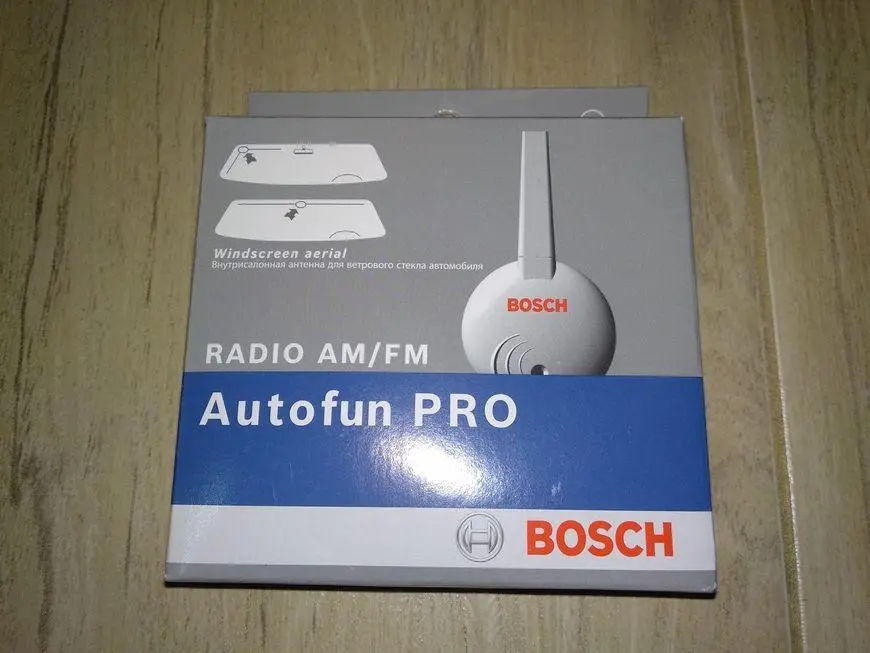 Windscreen aerial
Внутрисалонная антенна для ветрового стекла автомобиля
BOSCH
RADIO AM/FM
Autofun PRO
BOSCH